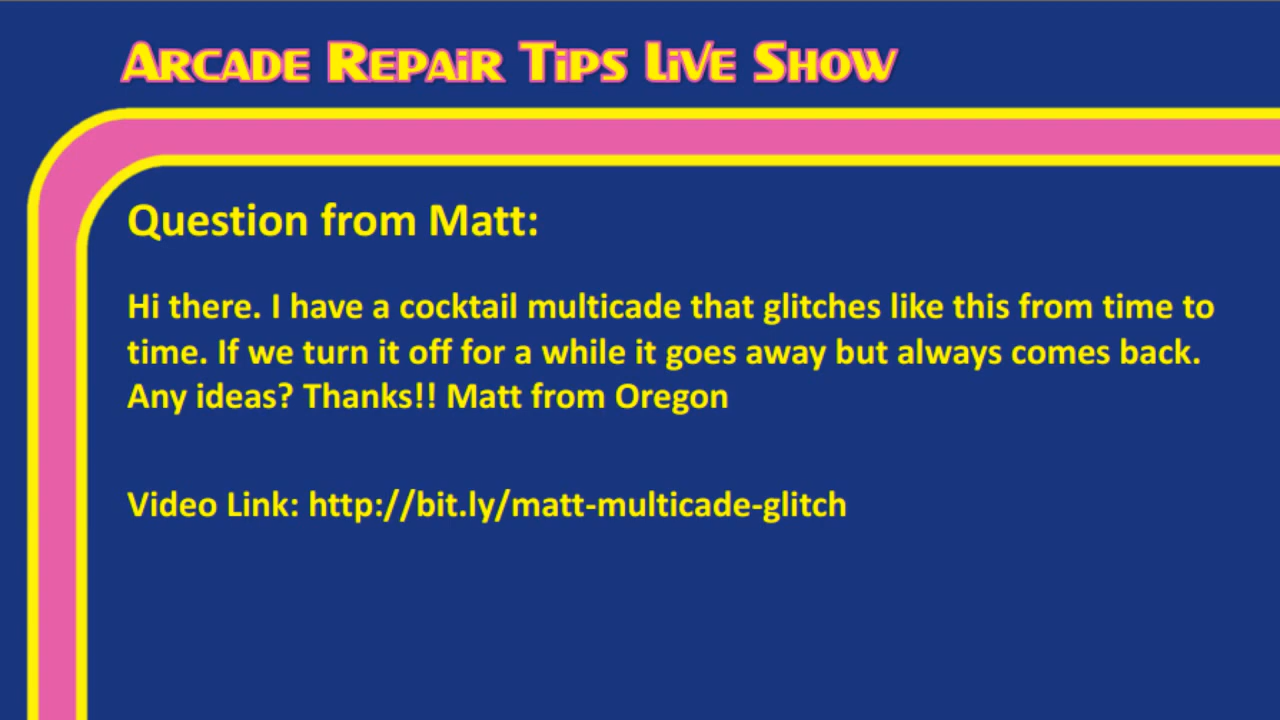 Arcade Repair Tips Live Show
Question from Matt:
Hi there. I have a cocktail multicade that glitches like this from time to
time. If we turn it off for a while it goes away but always comes back.
Any ideas? Thanks!! Matt from Oregon
Video Link: http://bit.ly/matt-multicade-glitch